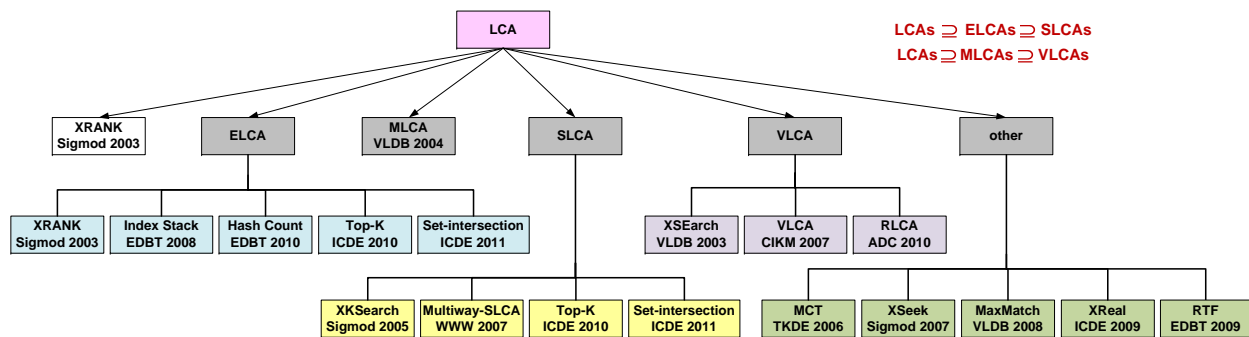 LCA
LCAs ⊇ ELCAs ⊇ SLCAs
LCAs ⊇ MLCAs ⊇ VLCAs
XRANK
Sigmod 2003
ELCA
MLCA
VLDB 2004
SLCA
VLCA
other
XRANK
Sigmod 2003
Index Stack
EDBT 2008
Hash Count
EDBT 2010
Top-K
ICDE 2010
Set-intersection
ICDE 2011
XSEarch
VLDB 2003
VLCA
CIKM 2007
RLCA
ADC 2010
XKSearch
Sigmod 2005
Multiway-SLCA
WWW 2007
Top-K
ICDE 2010
Set-intersection
ICDE 2011
MCT
TKDE 2006
XSeek
Sigmod 2007
MaxMatch
VLDB 2008
XReal
ICDE 2009
RTF
EDBT 2009